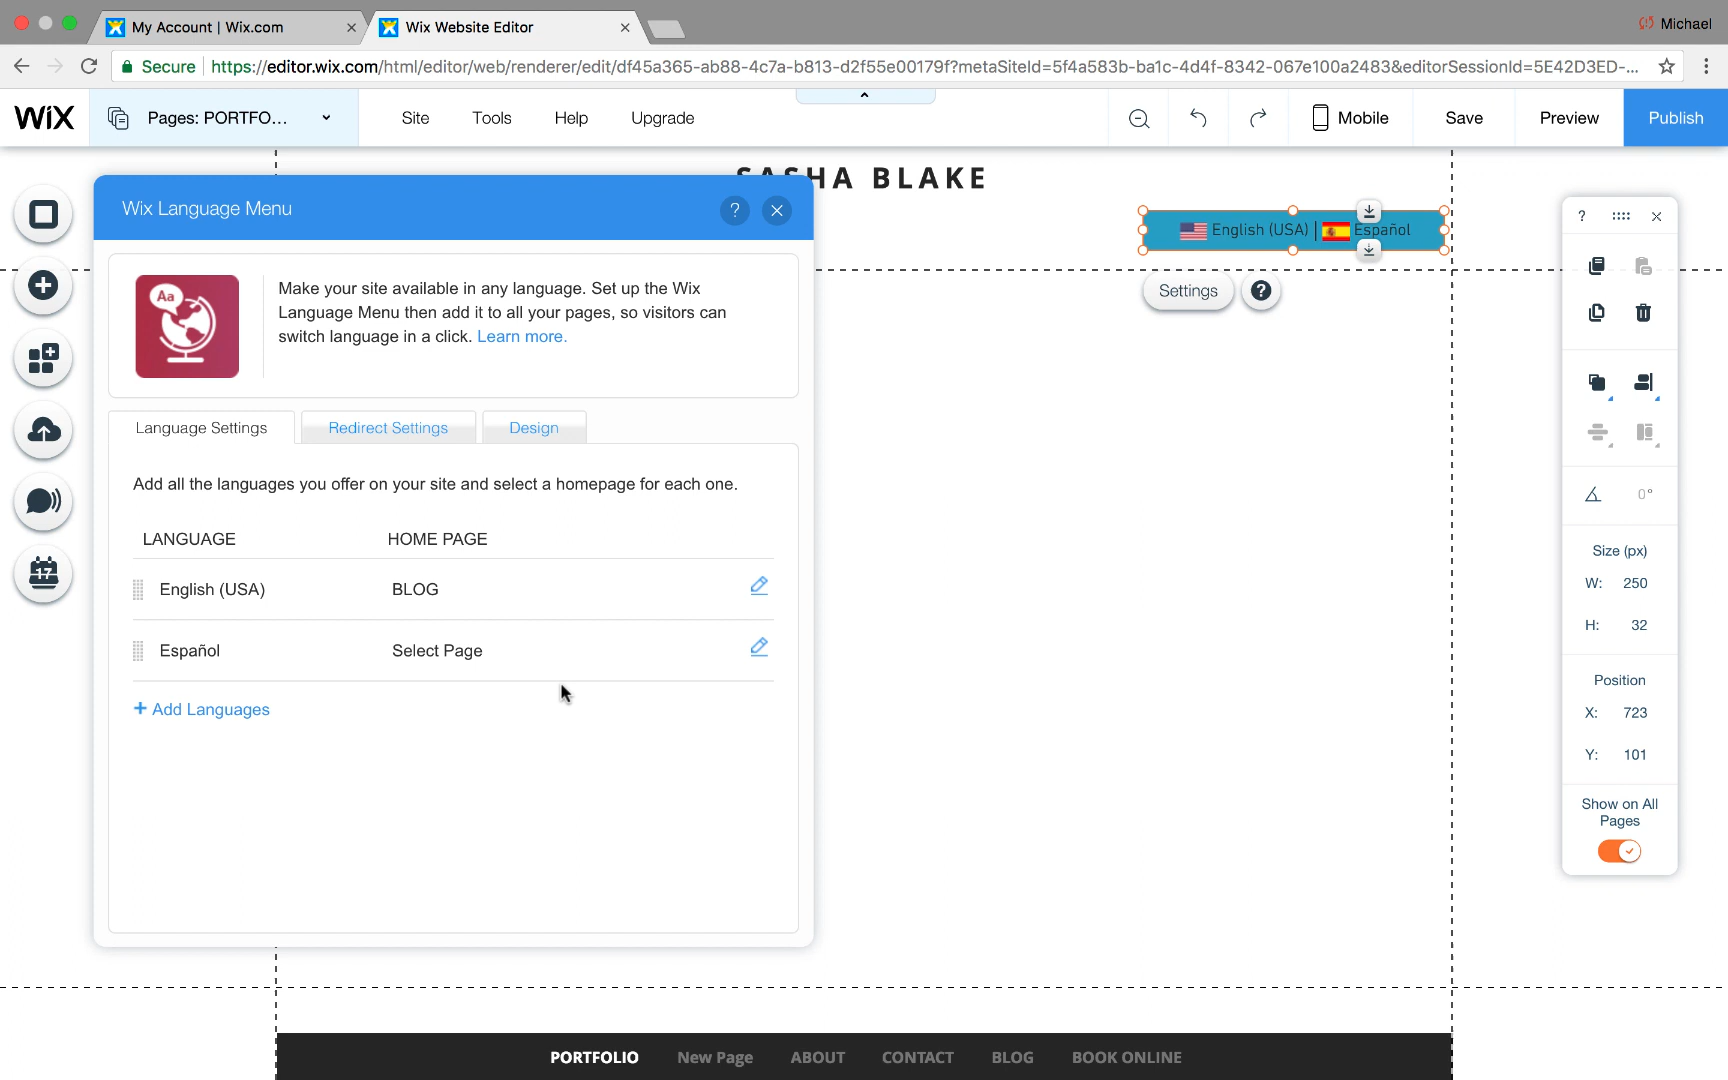 My Account | Wix.com
Wix Website Editor
Michael
Secure
https://editor.wix.com/html/editor/web/renderer/edit/df45a365-ab88-4c7a-b813-d2f55e00179f?metaSiteId=5f4a583b-ba1c-4d4f-8342-067e100a2483&editorSessionId=5E42D3ED-...
WiX
Pages: PORTFO...
Site
Tools
Help
Upgrade
Mobile
Save
Preview
Publish
SASHA BLAKE
Wix Language Menu
?
English (USA) | Español
Settings
?
?
Aa
Make your site available in any language. Set up the Wix
Language Menu then add it to all your pages, so visitors can
switch language in a click. Learn more.
Language Settings
Redirect Settings
Design
Add all the languages you offer on your site and select a homepage for each one.
LANGUAGE
HOME PAGE
English (USA)
BLOG
Español
Select Page
+ Add Languages
17
0°
Size (px)
W: 250
H: 32
Position
X: 723
Y: 101
Show on All
Pages
PORTFOLIO
New Page
ABOUT
CONTACT
BLOG
BOOK ONLINE